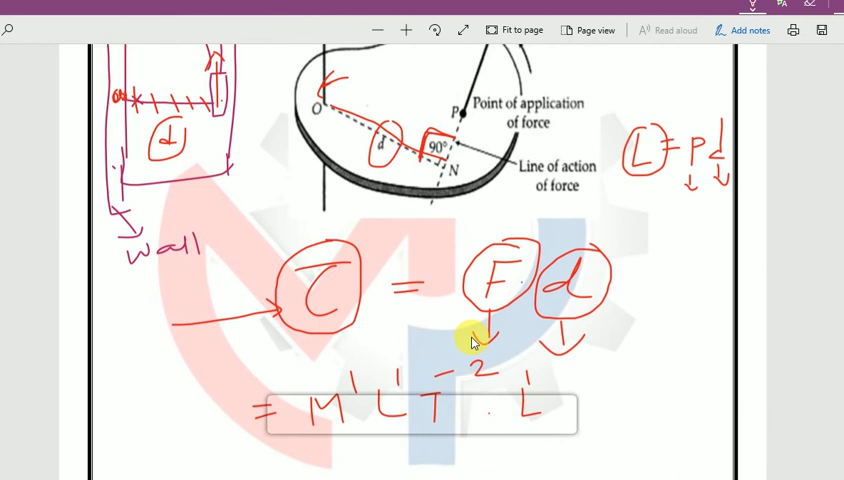 Fit to page
Page view
Read aloud
Add notes
O
P
Point of application
of force
d
d
90°
N
Line of action
of force
L = P d
wall
τ = F . d
= M¹ L¹ T⁻² . L¹